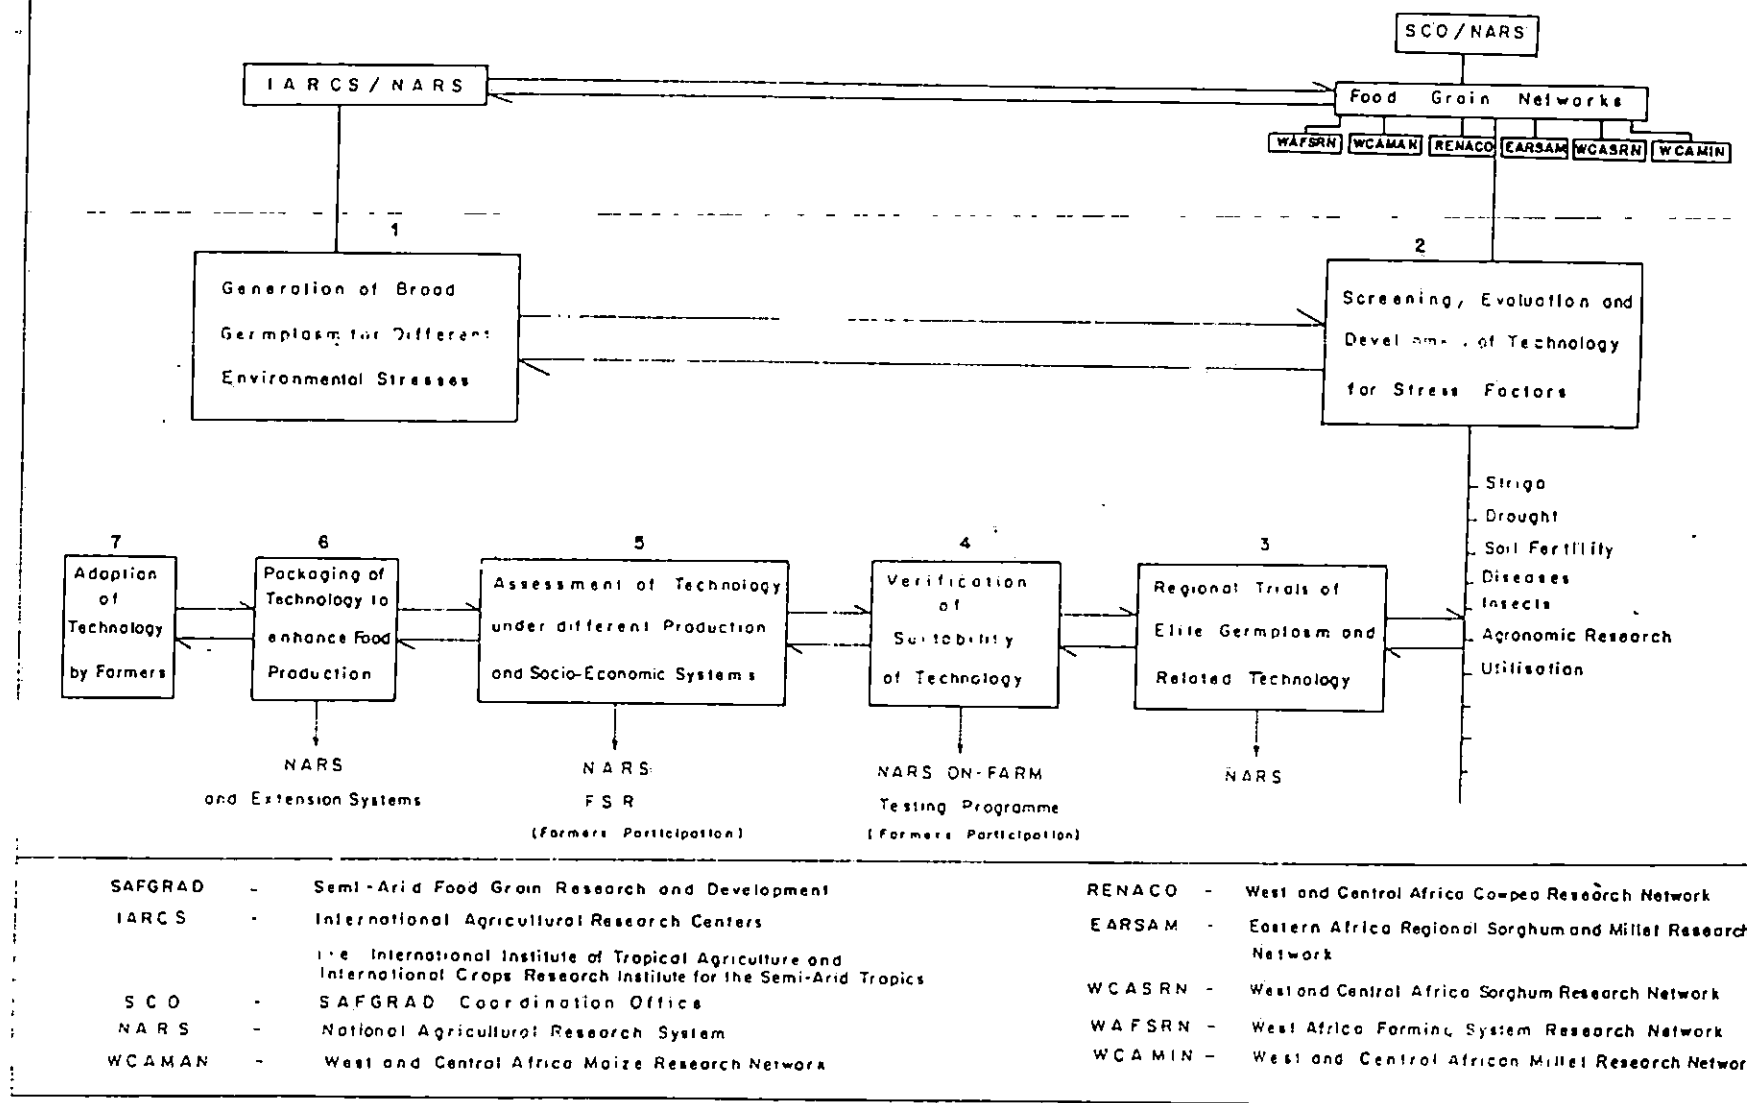 SCO/NARS
IARCS/NARS
Food Grain Networks
WAFSRN
WCAMAN
RENACO
EARSAM
WCASRN
WCAMIN
1
Generation of Broad
Germplasm for Different
Environmental Stresses
2
Screening, Evaluation and
of Technology
for Stress Factors
Striga
Drought
Soil Fertility
Diseases
Insects
Agronomic Research
Utilisation
7
Adoption
of
Technology
by Farmers
6
Packaging of
Technology to
enhance Food
Production
5
Assessment of Technology
under different Production
and Socio-Economic Systems
4
Verification
of
Suitability
of Technology
3
Regional Trials of
Elite Germplasm and
Related Technology
NARS
and Extension Systems
NARS
FSR
(Farmers Participation)
NARS ON-FARM
Testing Programme
(Farmers Participation)
NARS
SAFGRAD - Semi-Arid Food Grain Research and Development
IARCS - International Agricultural Research Centers
i.e International Institute of Tropical Agriculture and
International Crops Research Institute for the Semi-Arid Tropics
SCO - SAFGRAD Coordination Office
NARS - National Agricultural Research System
WCAMAN - West and Central Africa Maize Research Network
RENACO - West and Central Africa Cowpea Research Network
EARSAM - Eastern Africa Regional Sorghum and Millet Research
Network
WCASRN - West and Central Africa Sorghum Research Network
WAFSRN - West Africa Farming System Research Network
WCAMIN - West and Central African Millet Research Networ